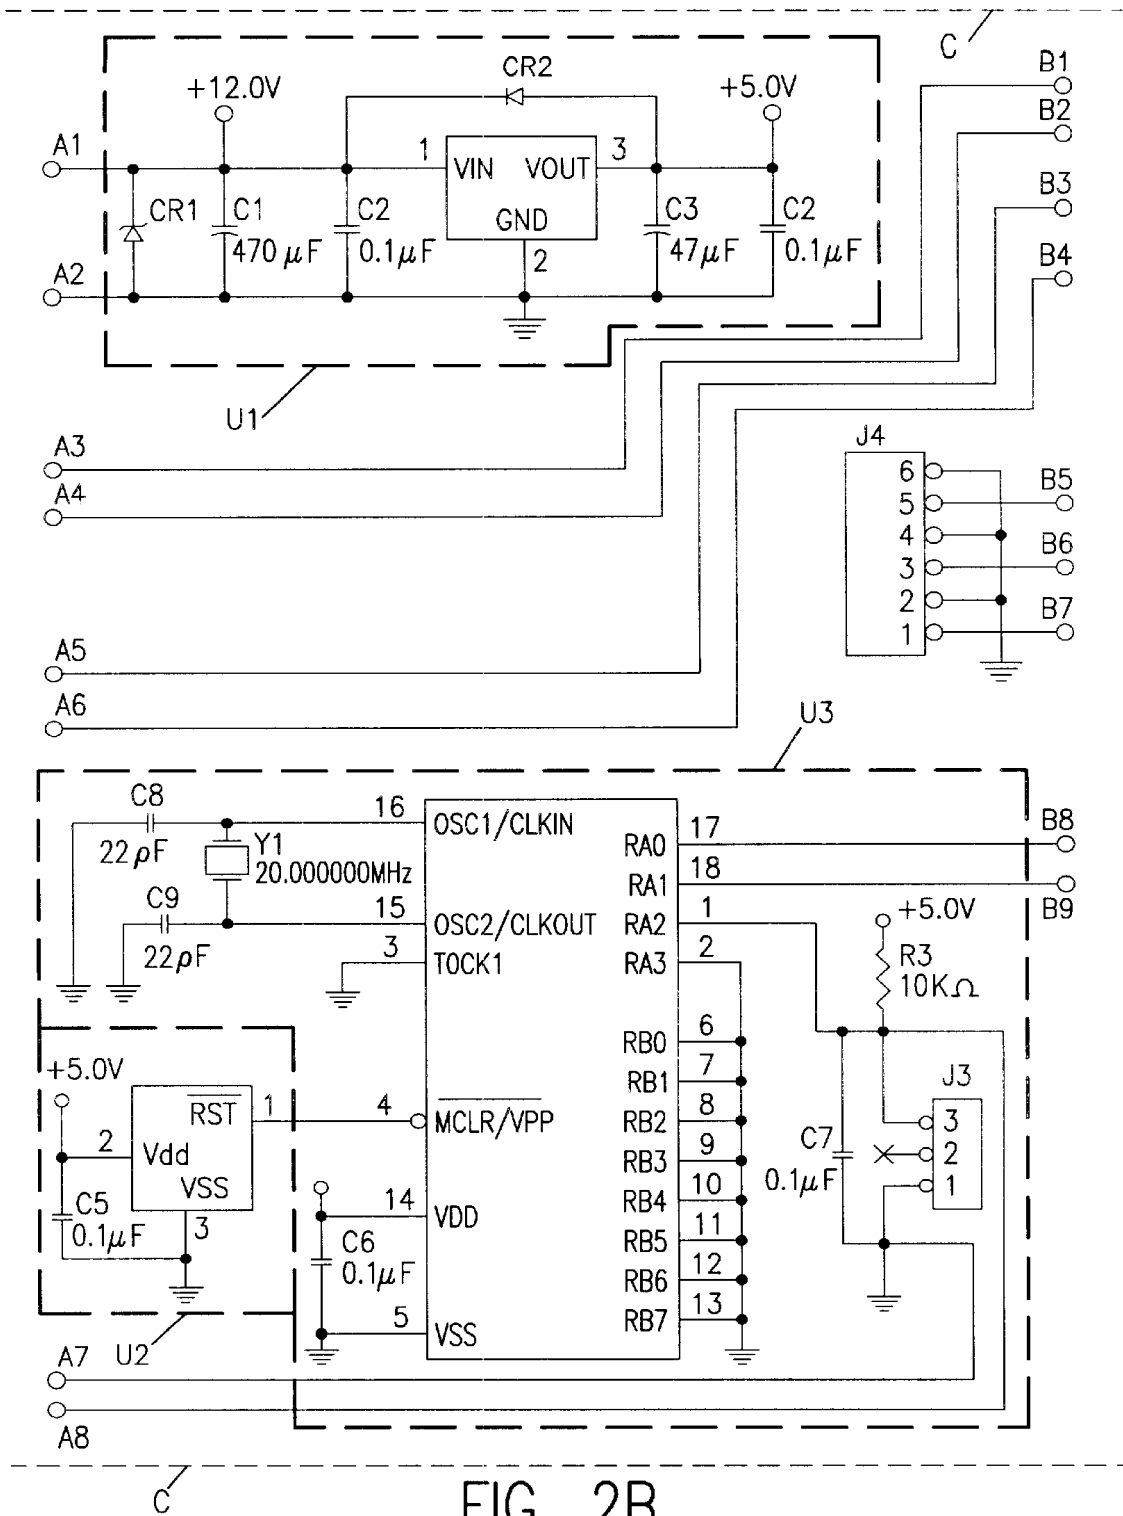 C
B1
CR2
+12.0V
+5.0V
B2
A1
1
VIN
VOUT
3
B3
CR1
C1
C2
C3
C2
GND
470 µF
0.1µF
2
47µF
0.1µF
B4
A2
U1
A3
J4
A4
6
5
B5
4
3
B6
2
1
B7
A5
A6
U3
C8
16
OSC1/CLKIN
17
B8
22pF
Y1
20.000000MHz
RA0
18
RA1
B9
C9
15
OSC2/CLKOUT
1
RA2
+5.0V
22pF
3
TOCK1
2
RA3
R3
10KΩ
6
RB0
+5.0V
7
RB1
J3
RST
1
4
MCLR/VPP
8
RB2
3
2
Vdd
9
RB3
C7
2
VSS
0.1µF
1
10
RB4
C5
3
14
VDD
0.1µF
11
RB5
C6
0.1µF
12
RB6
13
RB7
5
VSS
U2
A7
A8
C
FIG. 2B